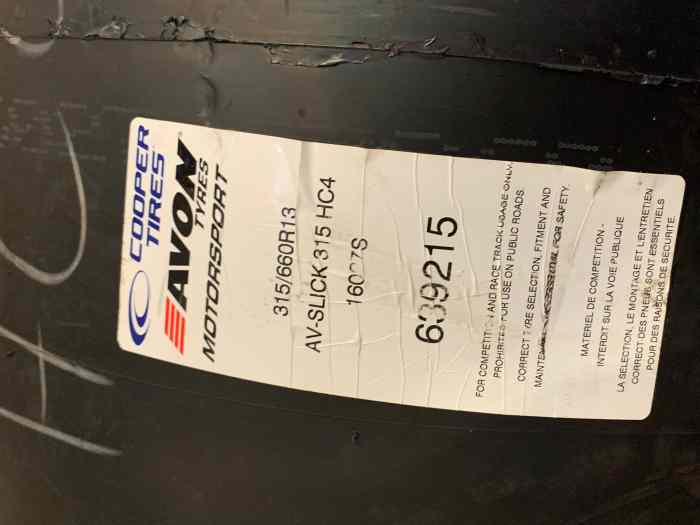 COOPER
TIRES
AVON
TYRES
MOTORSPORT
315/660R13
AV-SLICK 315 HC4
639215
FOR COMPETITION AND RACE TRACK USAGE ONLY.
PROHIBITED FOR USE ON PUBLIC ROADS.
CORRECT TYRE SELECTION, FITMENT AND
FOR SAFETY.
MATERIEL DE COMPETITION -
INTERDIT SUR LA VOIE PUBLIQUE
LA SELECTION, LE MONTAGE ET L'ENTRETIEN
CORRECT DES PNEUS SONT ESSENTIELS
POUR DES RAISONS DE SECURITE.